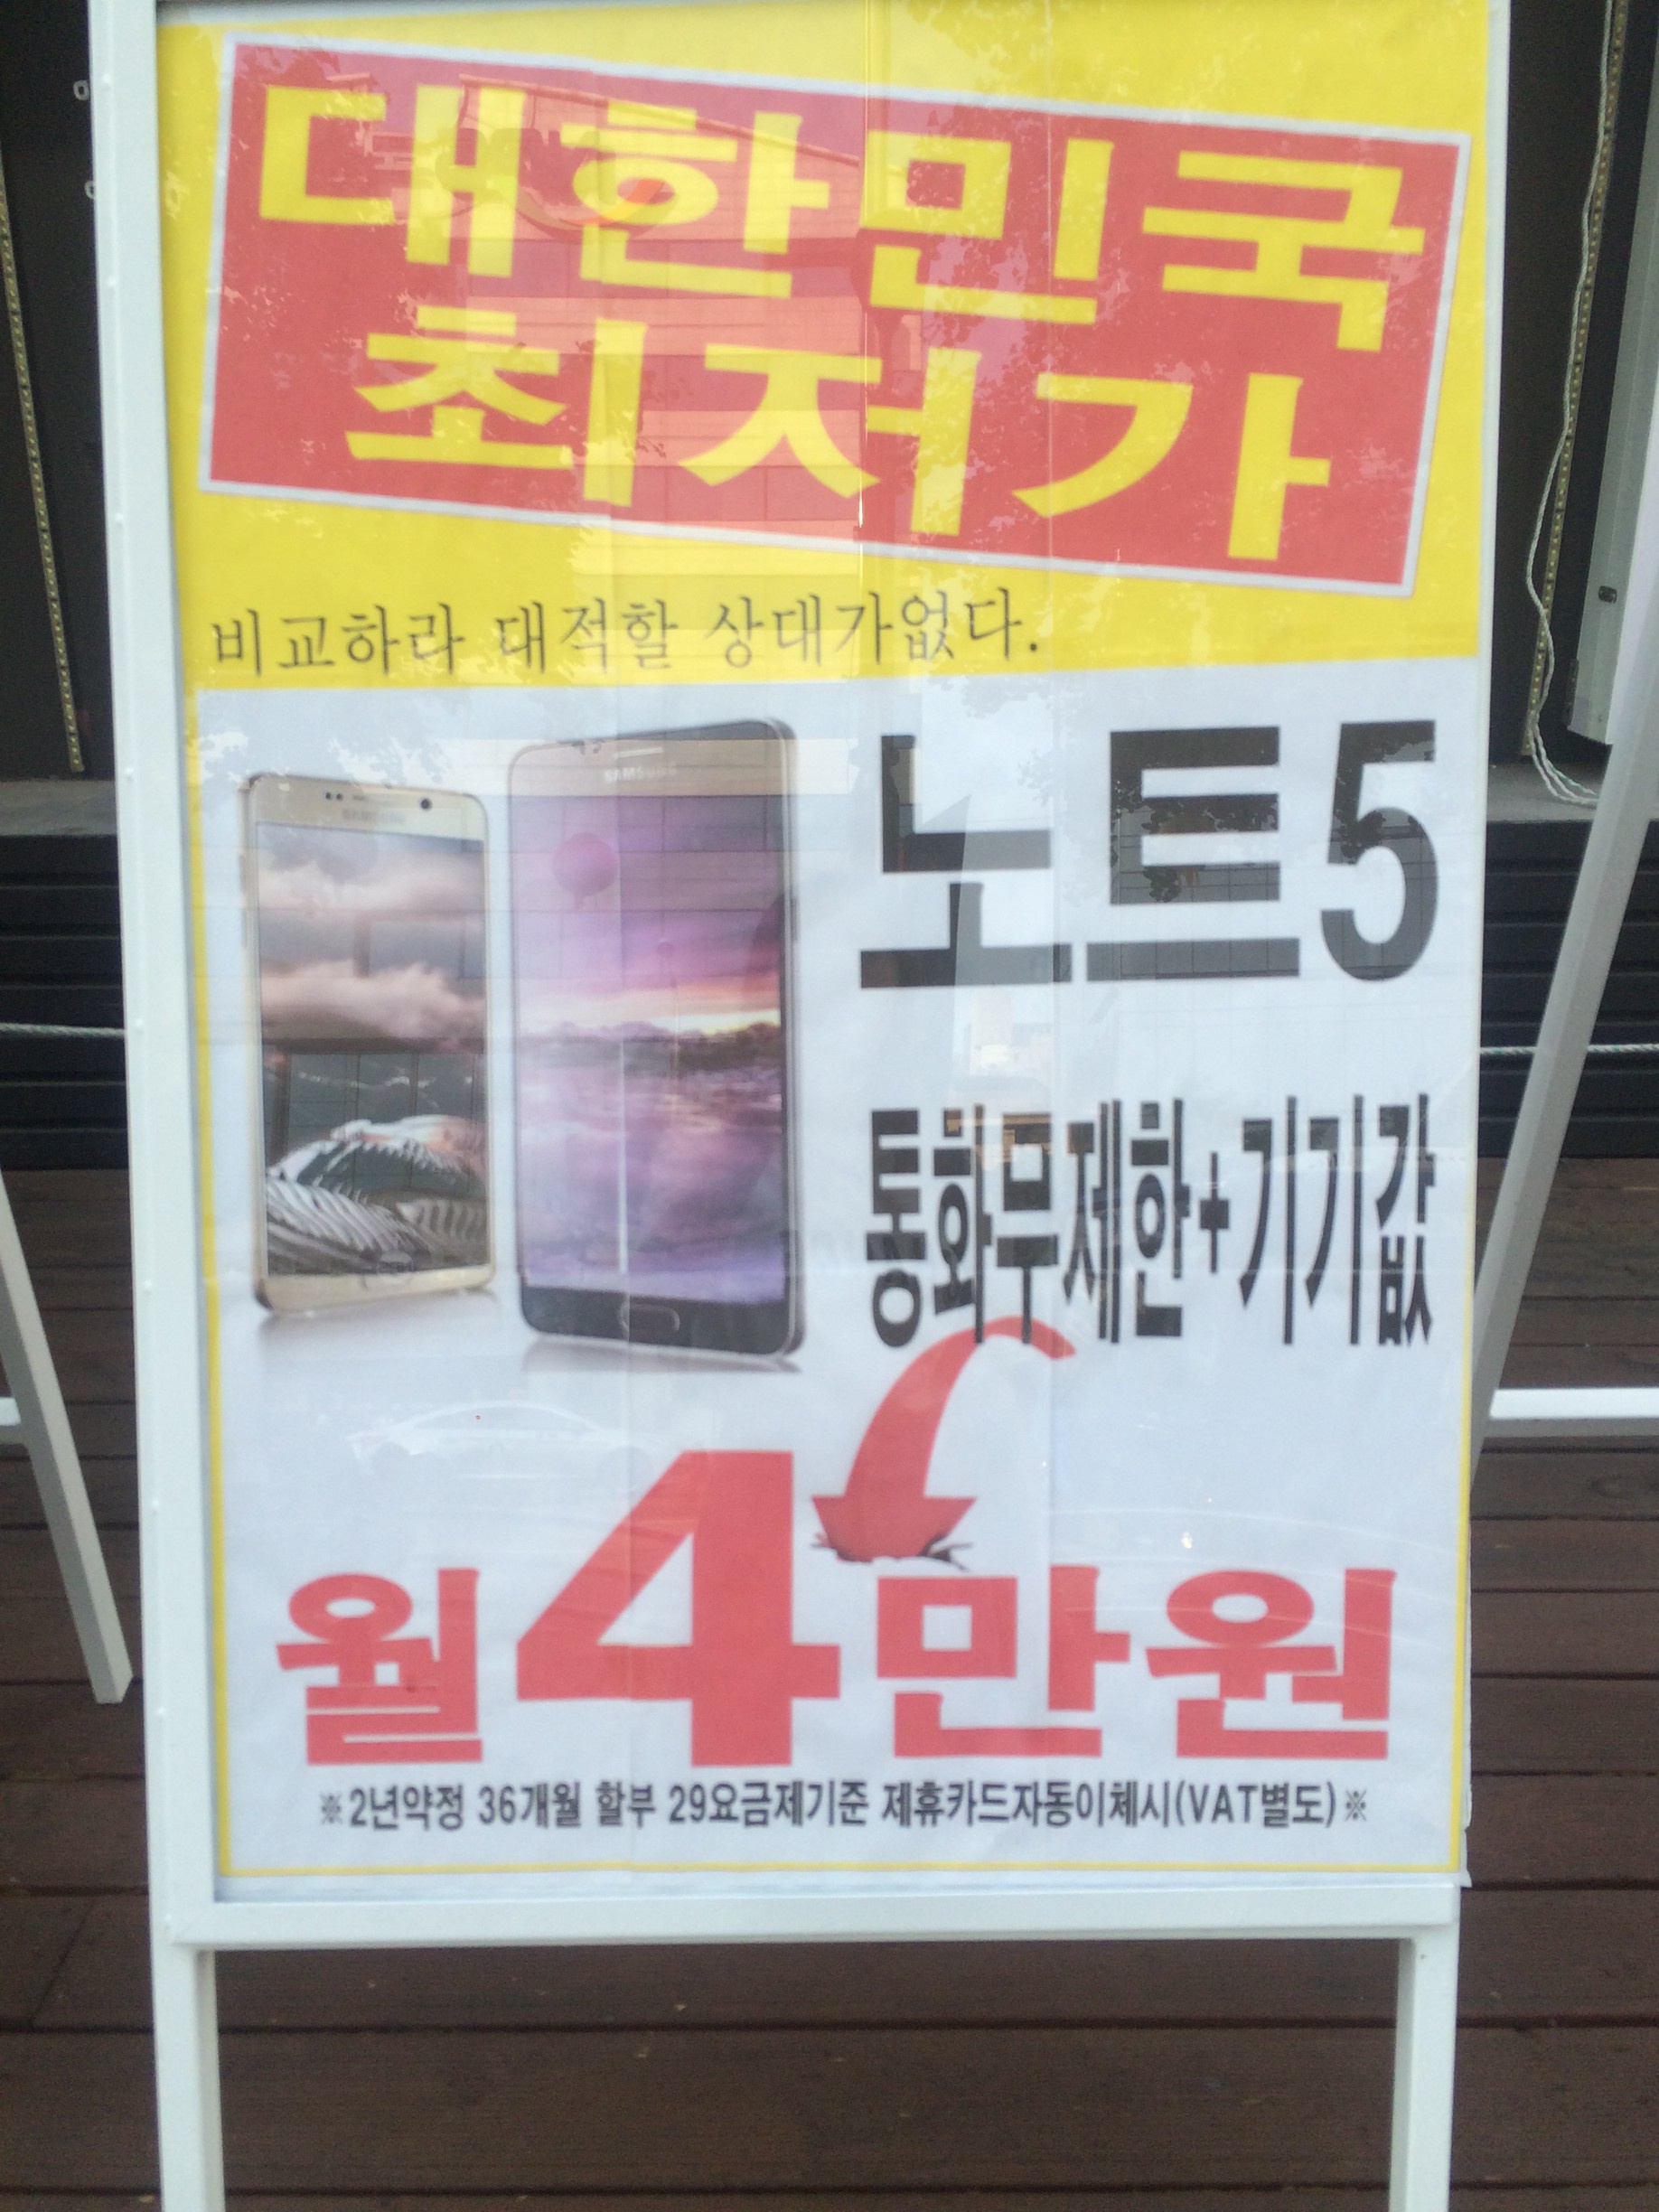 대한민국
최저가
비교하라 대적할 상대가없다.
SAMSUNG
SAMSUNG
노트5
통화무제한+기기값
월4만원
※2년약정 36개월 할부 29요금제기준 제휴카드자동이체시(VAT별도)※